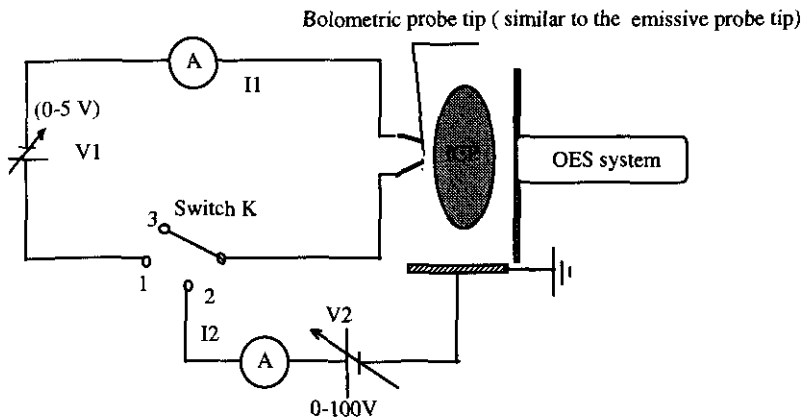 Bolometric probe tip ( similar to the emissive probe tip)
A
I1
(0-5 V)
V1
ICP
OES system
Switch K
3
1
2
I2
V2
A
0-100V